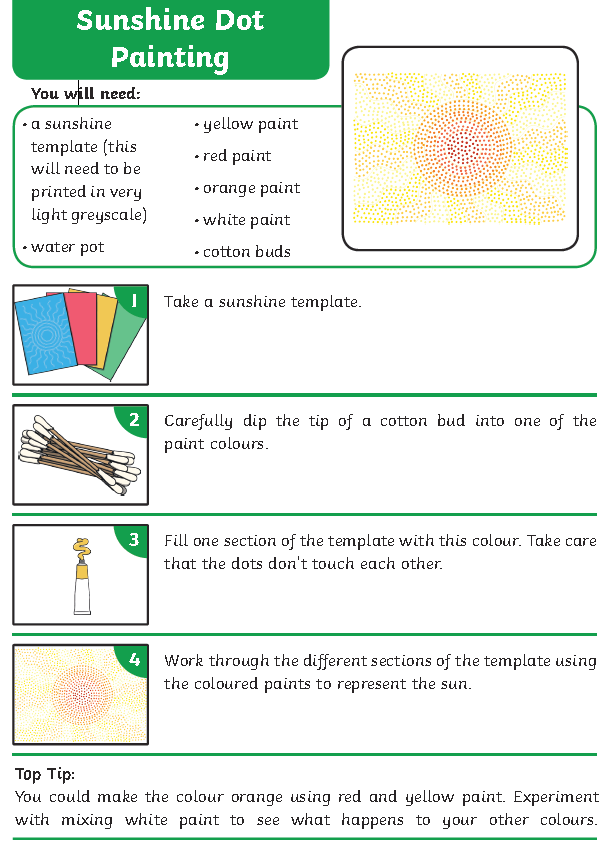 Sunshine Dot
Painting
You will need:
• a sunshine
template (this
will need to be
printed in very
light greyscale)
• water pot
• yellow paint
• red paint
• orange paint
• white paint
• cotton buds
1
Take a sunshine template.
2
Carefully dip the tip of a cotton bud into one of the
paint colours.
3
Fill one section of the template with this colour. Take care
that the dots don't touch each other.
4
Work through the different sections of the template using
the coloured paints to represent the sun.
Top Tip:
You could make the colour orange using red and yellow paint. Experiment
with mixing white paint to see what happens to your other colours.